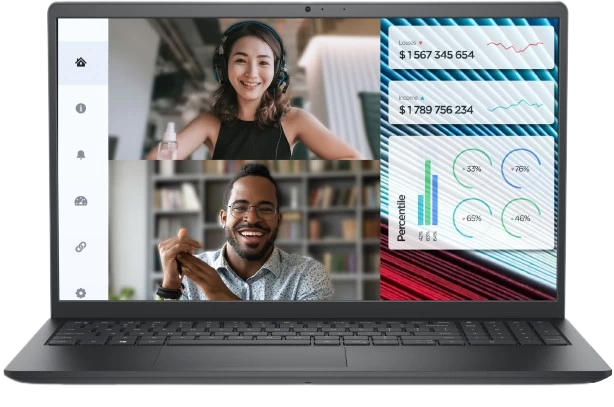 Losses
$ 1 567 345 654
Income
$ 1 789 756 234
33%
76%
65%
46%
Percentile